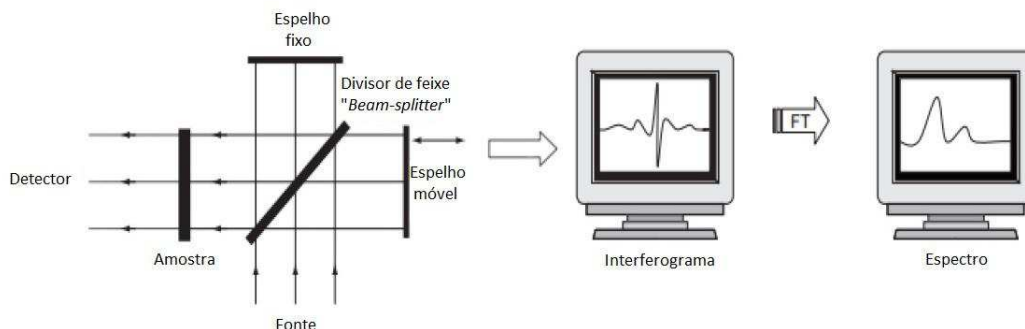 Espelho
fixo
Divisor de feixe
"Beam-splitter"
Detector
Espelho
móvel
FT
Amostra
Interferograma
Espectro
Fonte